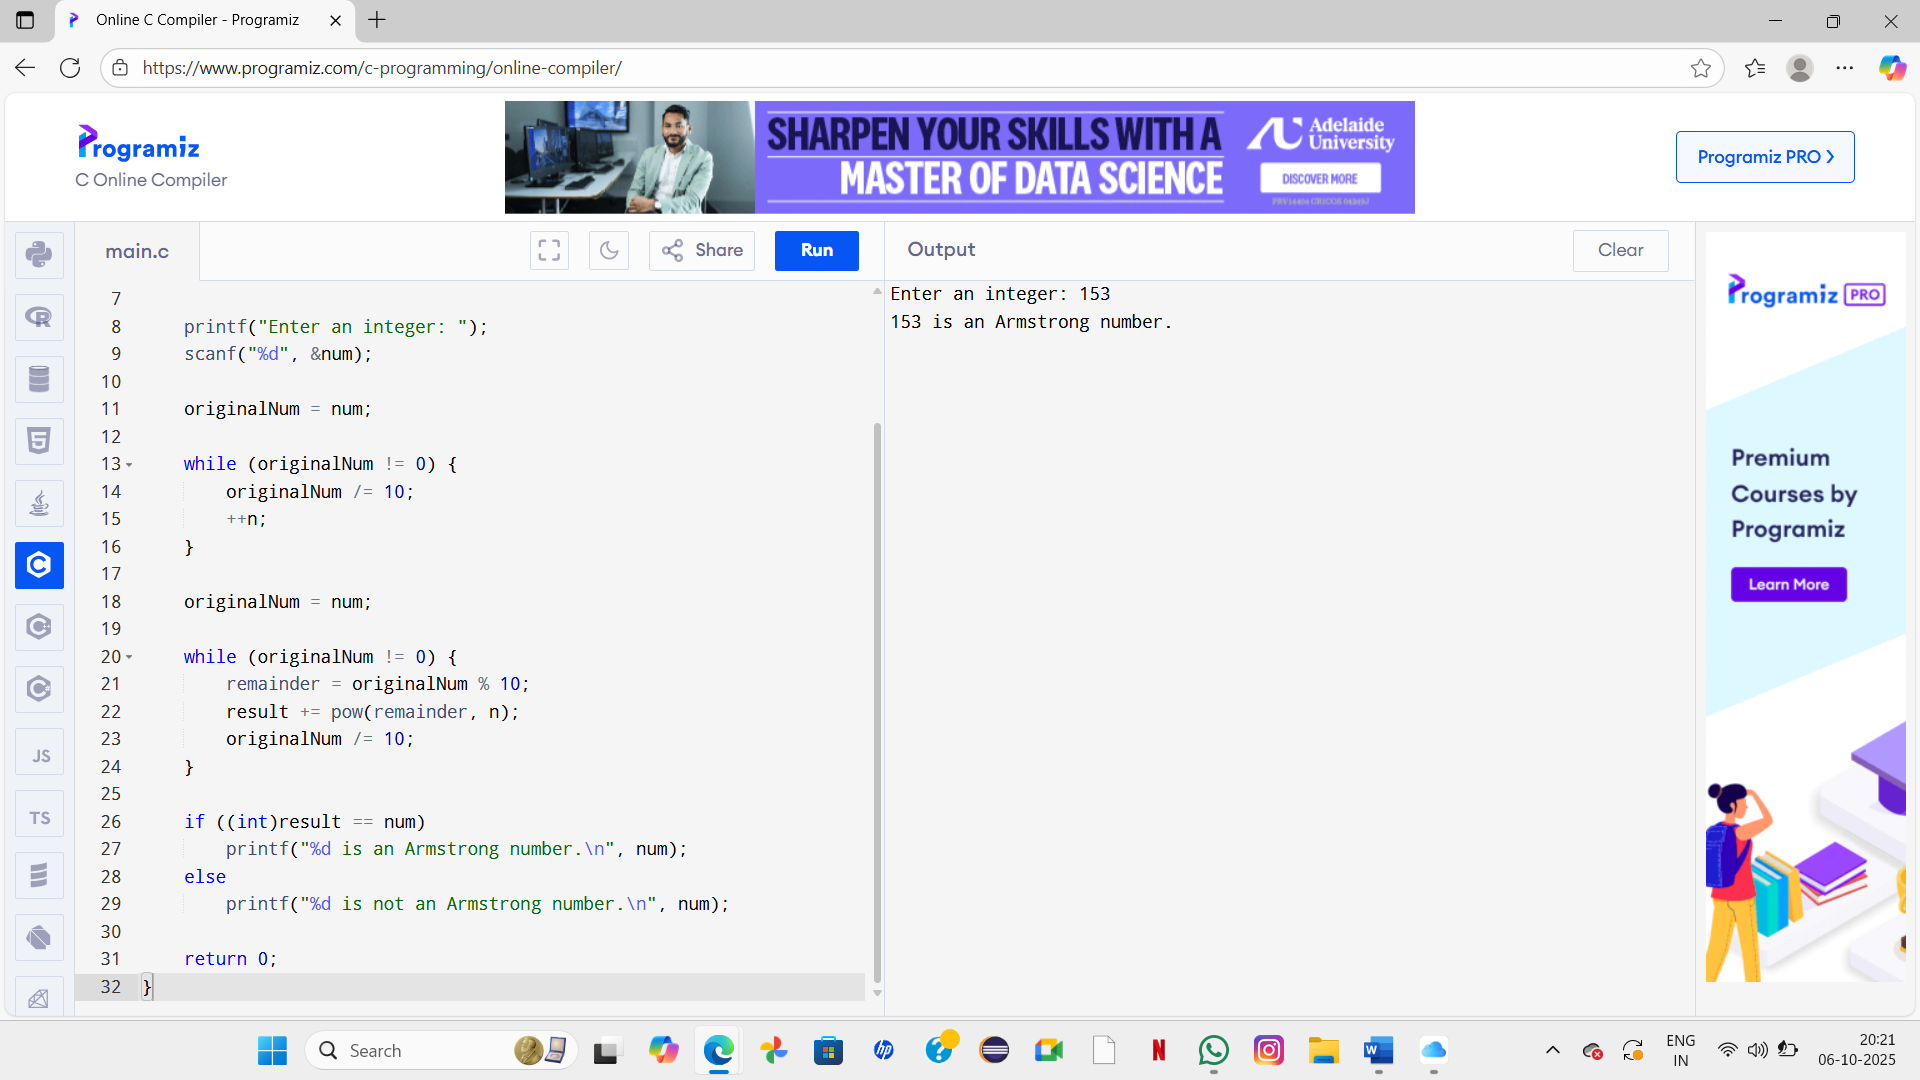 Online C Compiler - Programiz
https://www.programiz.com/c-programming/online-compiler/
Programiz
C Online Compiler
SHARPEN YOUR SKILLS WITH A
MASTER OF DATA SCIENCE
Adelaide
University
DISCOVER MORE
Programiz PRO
main.c
Share
Run
Output
Clear
7
8 printf("Enter an integer: ");
9 scanf("%d", &num);
10
11 originalNum = num;
12
13 while (originalNum != 0) {
14 originalNum /= 10;
15 ++n;
16 }
17
18 originalNum = num;
19
20 while (originalNum != 0) {
21 remainder = originalNum % 10;
22 result += pow(remainder, n);
23 originalNum /= 10;
24 }
25
26 if ((int)result == num)
27 printf("%d is an Armstrong number.\n", num);
28 else
29 printf("%d is not an Armstrong number.\n", num);
30
31 return 0;
32 }
Enter an integer: 153
153 is an Armstrong number.
Programiz PRO
Premium
Courses by
Programiz
Learn More
R
5
C
C
JS
TS
Search
hp
N
W
ENG
IN
20:21
06-10-2025